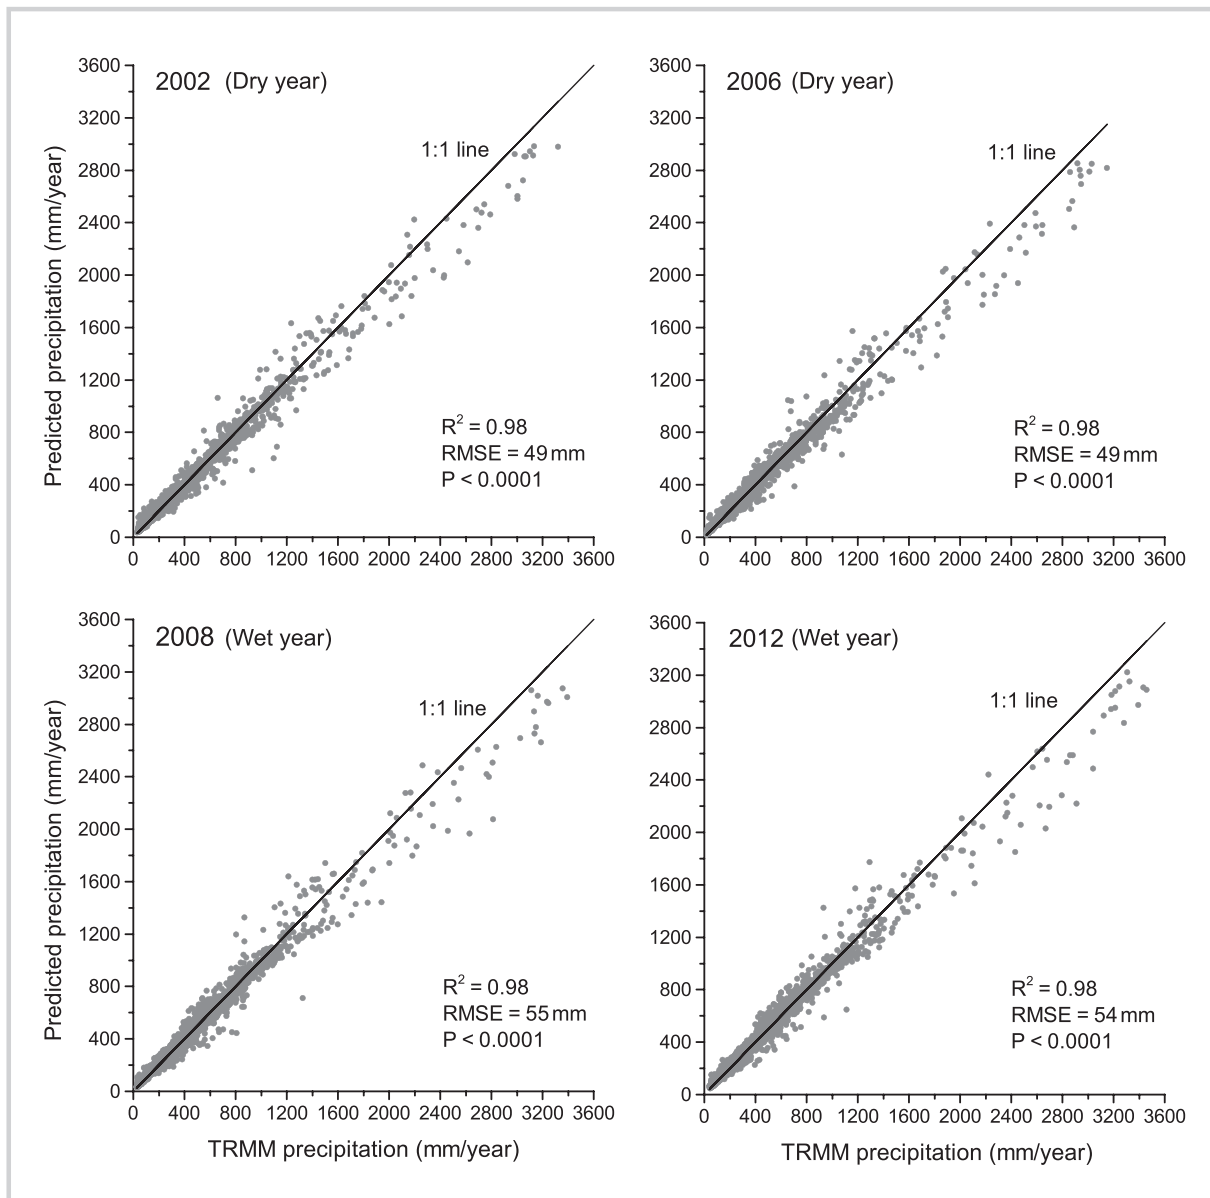 2002 (Dry year)
1:1 line
R² = 0.98
RMSE = 49 mm
P < 0.0001
3600
3200
2800
2400
2000
1600
1200
800
400
0
0 400 800 1200 1600 2000 2400 2800 3200 3600
Predicted precipitation (mm/year)
2006 (Dry year)
1:1 line
R² = 0.98
RMSE = 49 mm
P < 0.0001
3600
3200
2800
2400
2000
1600
1200
800
400
0
0 400 800 1200 1600 2000 2400 2800 3200 3600
2008 (Wet year)
1:1 line
R² = 0.98
RMSE = 55 mm
P < 0.0001
3600
3200
2800
2400
2000
1600
1200
800
400
0
0 400 800 1200 1600 2000 2400 2800 3200 3600
Predicted precipitation (mm/year)
TRMM precipitation (mm/year)
2012 (Wet year)
1:1 line
R² = 0.98
RMSE = 54 mm
P < 0.0001
3600
3200
2800
2400
2000
1600
1200
800
400
0
0 400 800 1200 1600 2000 2400 2800 3200 3600
TRMM precipitation (mm/year)